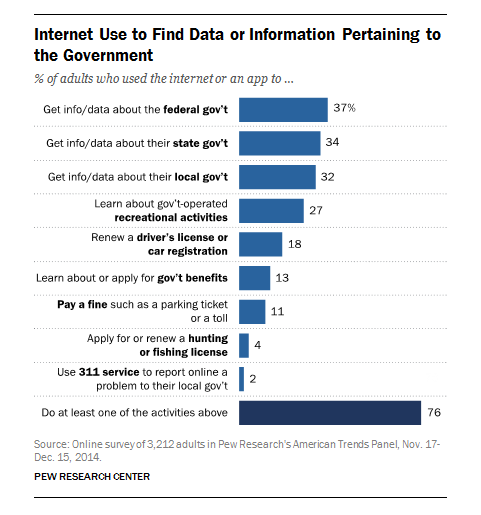 Internet Use to Find Data or Information Pertaining to
the Government
% of adults who used the internet or an app to ...
Get info/data about the federal gov't 37%
Get info/data about their state gov't 34
Get info/data about their local gov't 32
Learn about gov't-operated
recreational activities 27
Renew a driver's license or
car registration 18
Learn about or apply for gov't benefits 13
Pay a fine such as a parking ticket
or a toll 11
Apply for or renew a hunting
or fishing license 4
Use 311 service to report online a
problem to their local gov't 2
Do at least one of the activities above 76
Source: Online survey of 3,212 adults in Pew Research's American Trends Panel, Nov. 17-
Dec. 15, 2014.
PEW RESEARCH CENTER